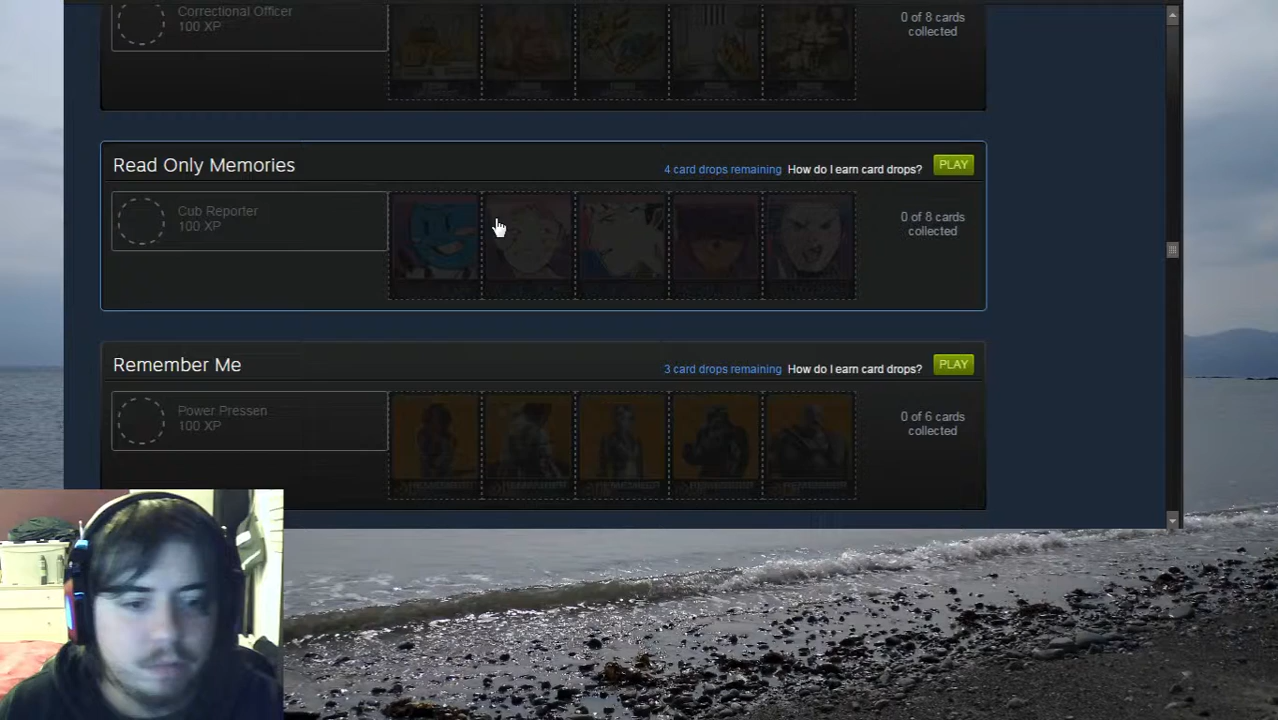 Correctional Officer
100 XP
0 of 8 cards
collected
Read Only Memories
4 card drops remaining How do I earn card drops? PLAY
Cub Reporter
100 XP
0 of 8 cards
collected
Remember Me
3 card drops remaining How do I earn card drops? PLAY
Power Pressen
100 XP
0 of 6 cards
collected